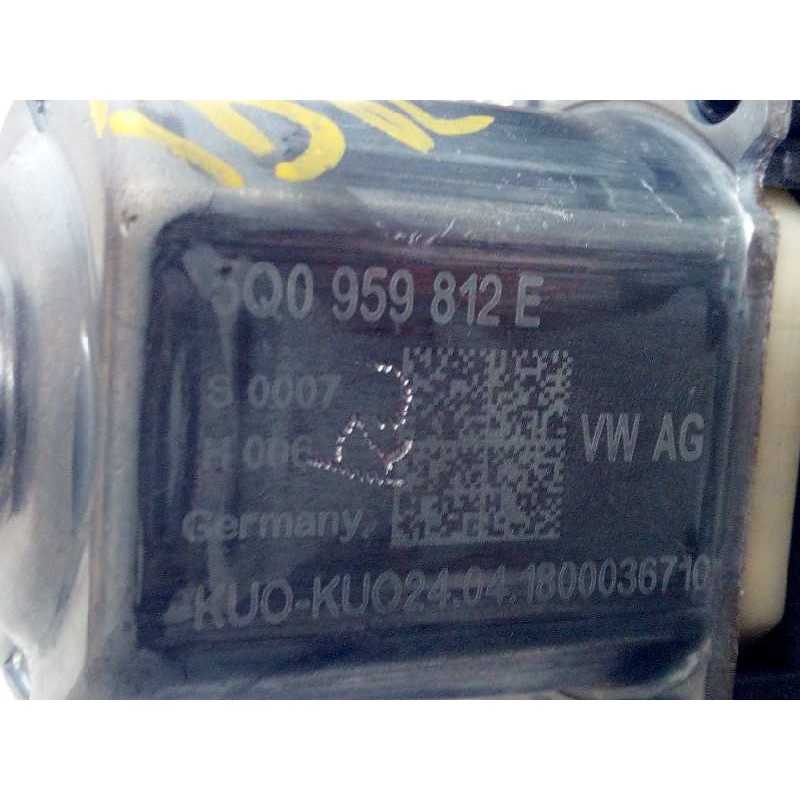 5Q0 959 812 E
S 0007
H 006
VW AG
Germany
KUO-KUO24.04.1800036710